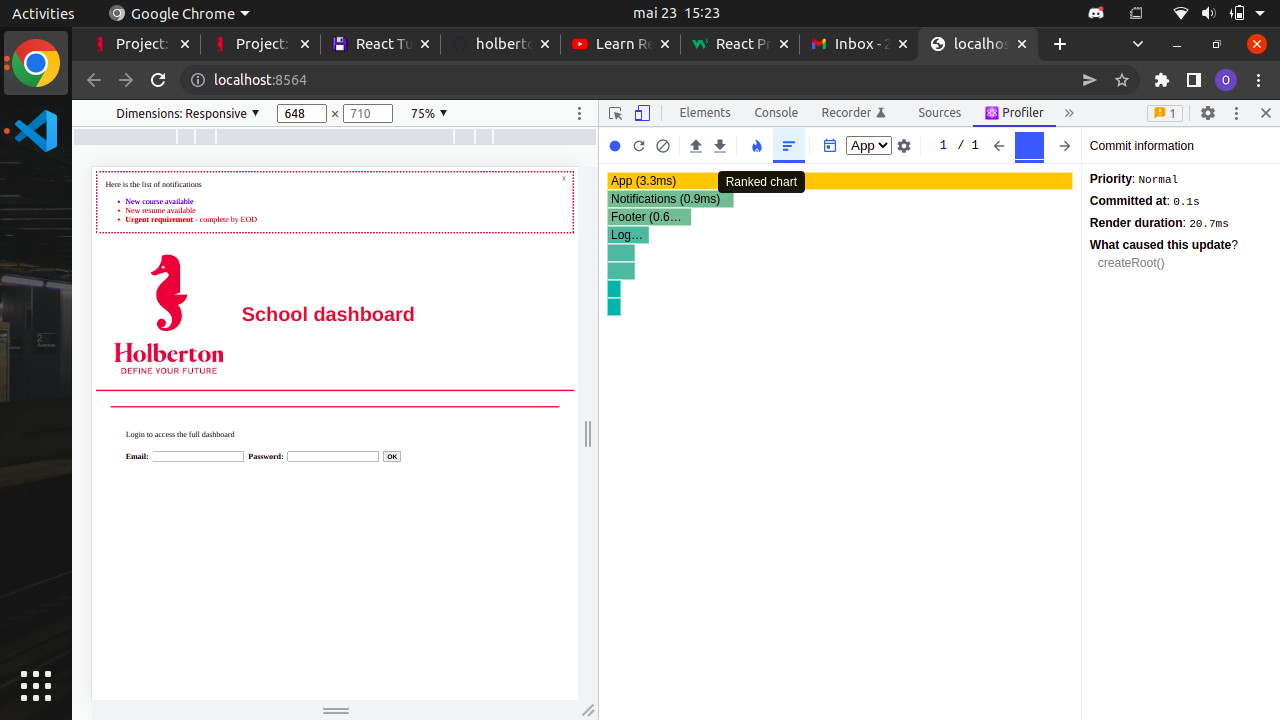 Activities
Google Chrome
mai 23 15:23
Project:
Project:
React Tu
holberto
Learn Re
React Pr
Inbox - 2
localhos
localhost:8564
O
Dimensions: Responsive
648 × 710
75%
Elements
Console
Recorder
Sources
Profiler
1
App
1 / 1
Commit information
Here is the list of notifications
x
New course available
New resume available
Urgent requirement - complete by EOD
Holberton
DEFINE YOUR FUTURE
School dashboard
Login to access the full dashboard
Email:
Password:
OK
App (3.3ms)
Ranked chart
Notifications (0.9ms)
Footer (0.6…
Log…
Priority: Normal
Committed at: 0.1s
Render duration: 20.7ms
What caused this update?
createRoot()